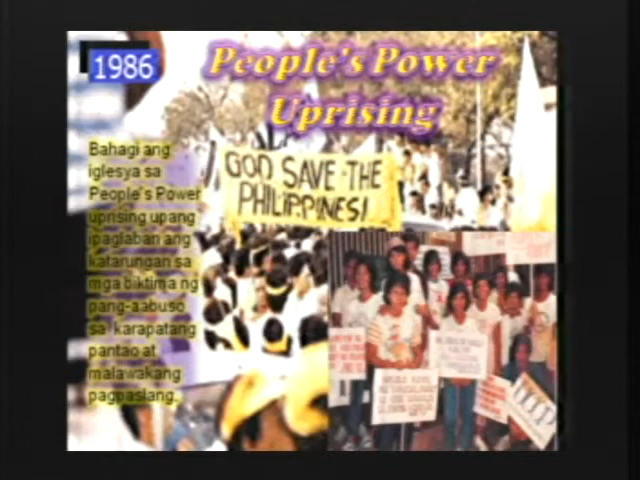 1986
People's Power
Uprising
Bahagi ang
iglesya sa
People's Power
uprising upang
ipaglaban ang
katarungan sa
mga biktima ng
pang-aabuso
sa karapatang
pantao at
malawakang
pagpaslang.
GOD SAVE THE
PHILIPPINES!